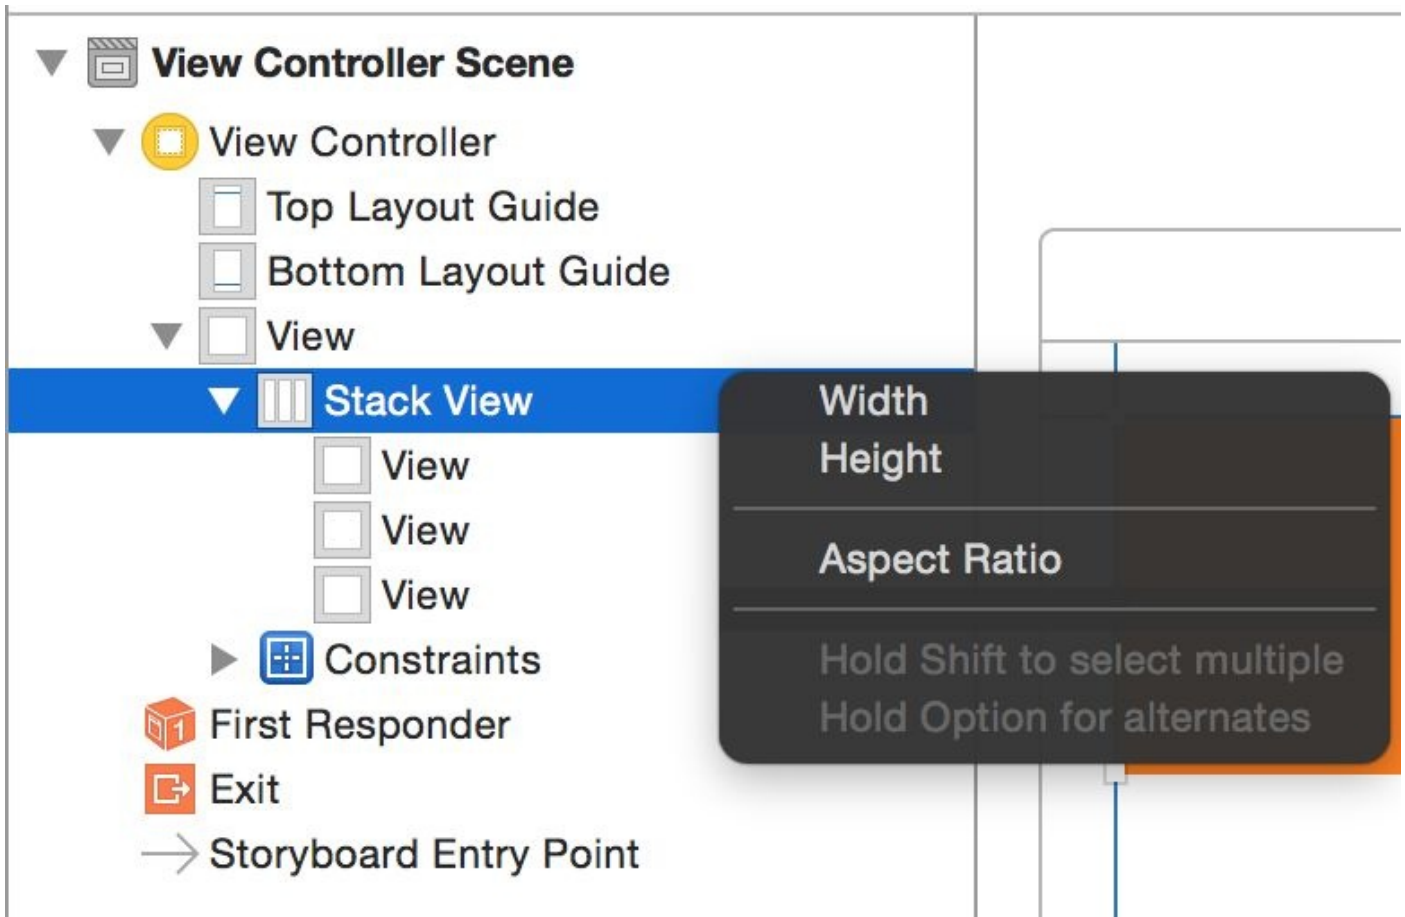 View Controller Scene
View Controller
Top Layout Guide
Bottom Layout Guide
View
Stack View
View
View
View
Constraints
First Responder
Exit
Storyboard Entry Point
Width
Height
Aspect Ratio
Hold Shift to select multiple
Hold Option for alternates
1